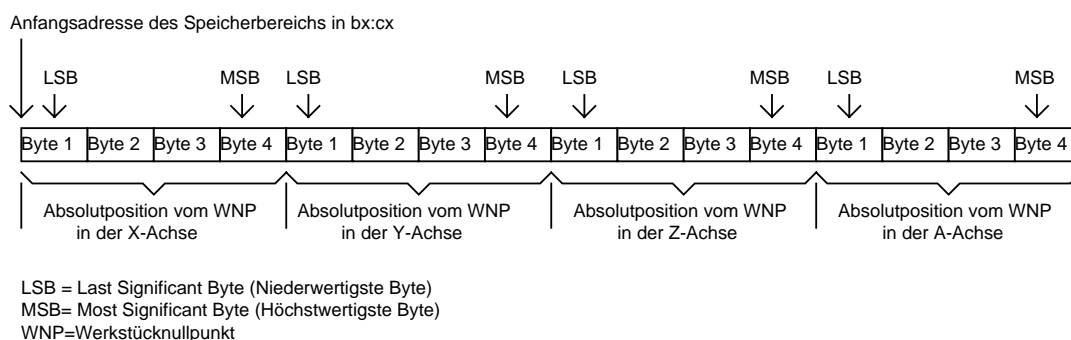 Anfangsadresse des Speicherbereichs in bx:cx
LSB MSB LSB MSB LSB MSB LSB MSB
Byte 1 Byte 2 Byte 3 Byte 4 Byte 1 Byte 2 Byte 3 Byte 4 Byte 1 Byte 2 Byte 3 Byte 4 Byte 1 Byte 2 Byte 3 Byte 4
Absolutposition vom WNP Absolutposition vom WNP Absolutposition vom WNP Absolutposition vom WNP
in der X-Achse in der Y-Achse in der Z-Achse in der A-Achse
LSB = Last Significant Byte (Niederwertigste Byte)
MSB= Most Significant Byte (Höchstwertigste Byte)
WNP=Werkstücknullpunkt